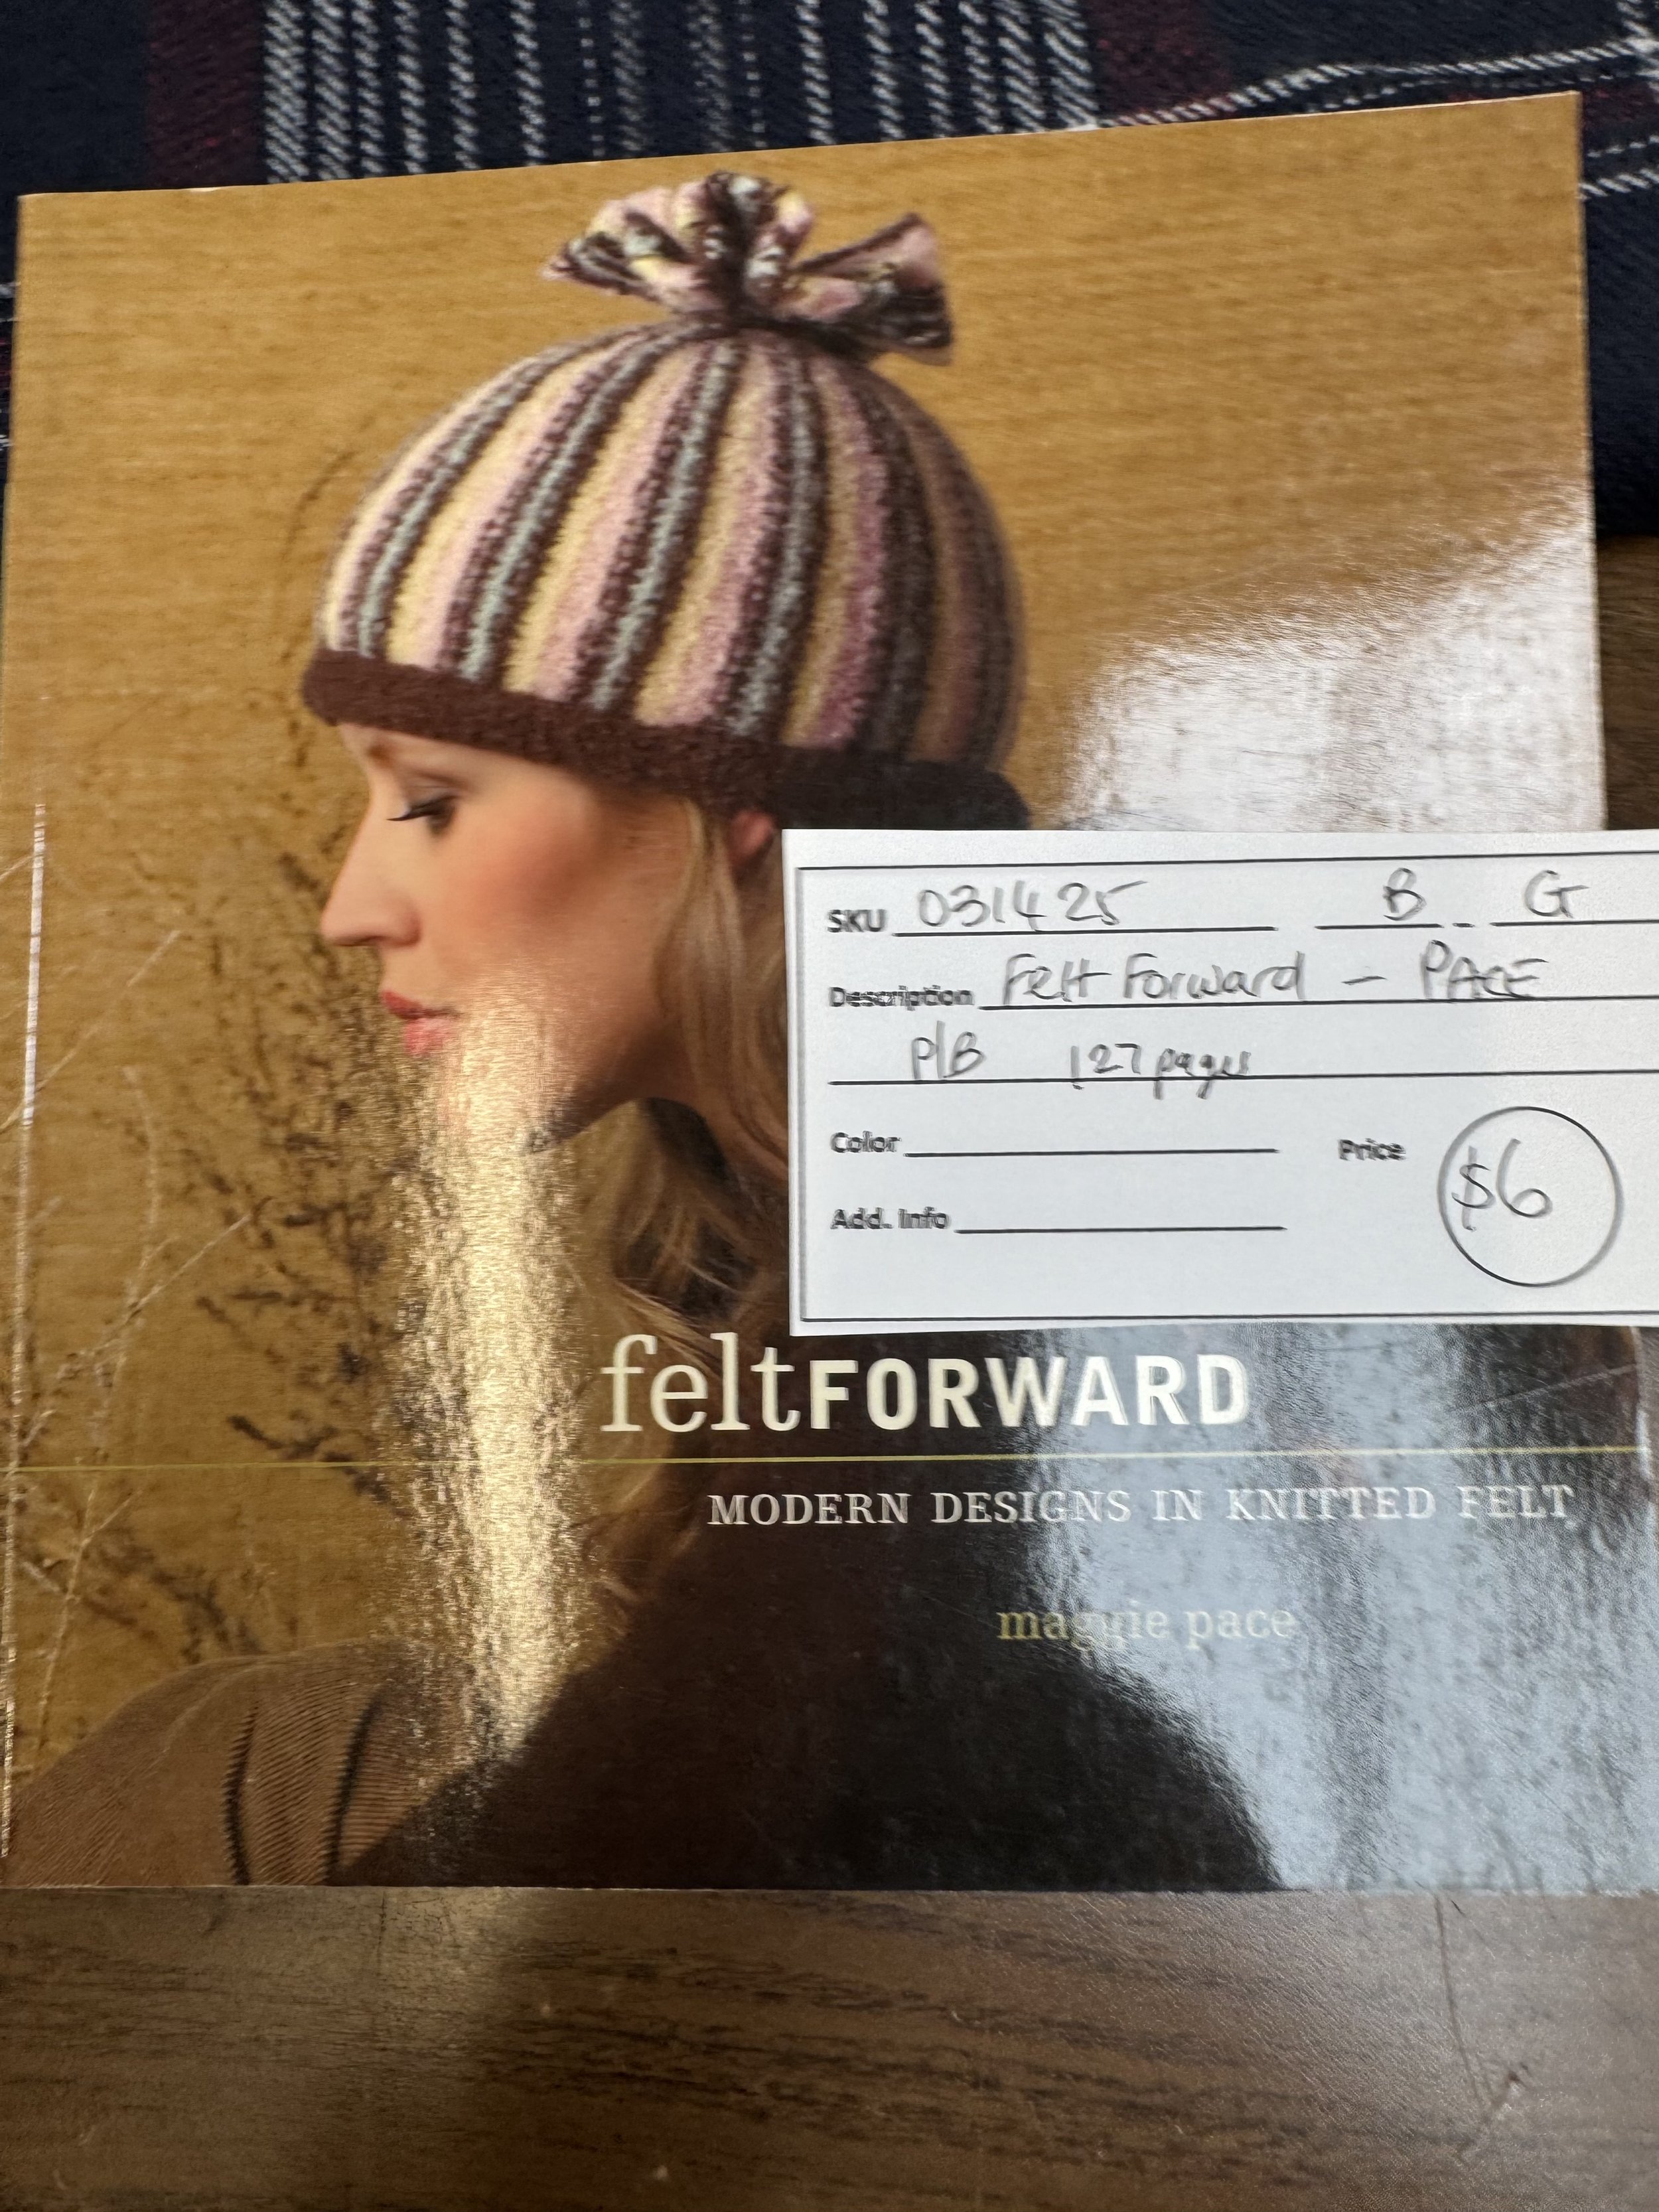 SKU 031425 B - G
Description Felt Forward - PACE
P/B 127 pages
Color Price $6
Add. Info
feltFORWARD
MODERN DESIGNS IN KNITTED FELT
maggie pace